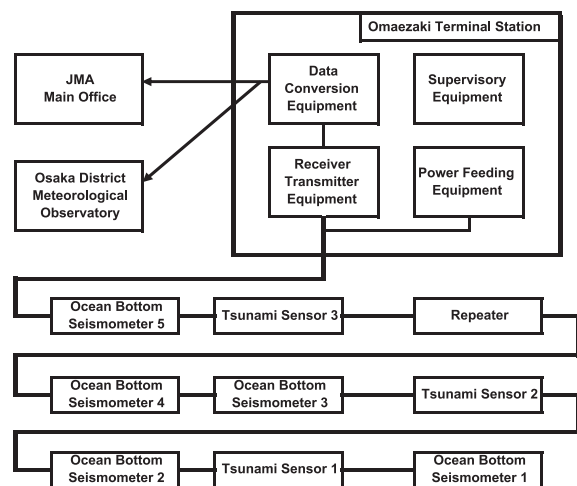 Omaezaki Terminal Station
JMA
Main Office
Data
Conversion
Equipment
Supervisory
Equipment
Osaka District
Meteorological
Observatory
Receiver
Transmitter
Equipment
Power Feeding
Equipment
Ocean Bottom
Seismometer 5
Tsunami Sensor 3
Repeater
Ocean Bottom
Seismometer 4
Ocean Bottom
Seismometer 3
Tsunami Sensor 2
Ocean Bottom
Seismometer 2
Tsunami Sensor 1
Ocean Bottom
Seismometer 1